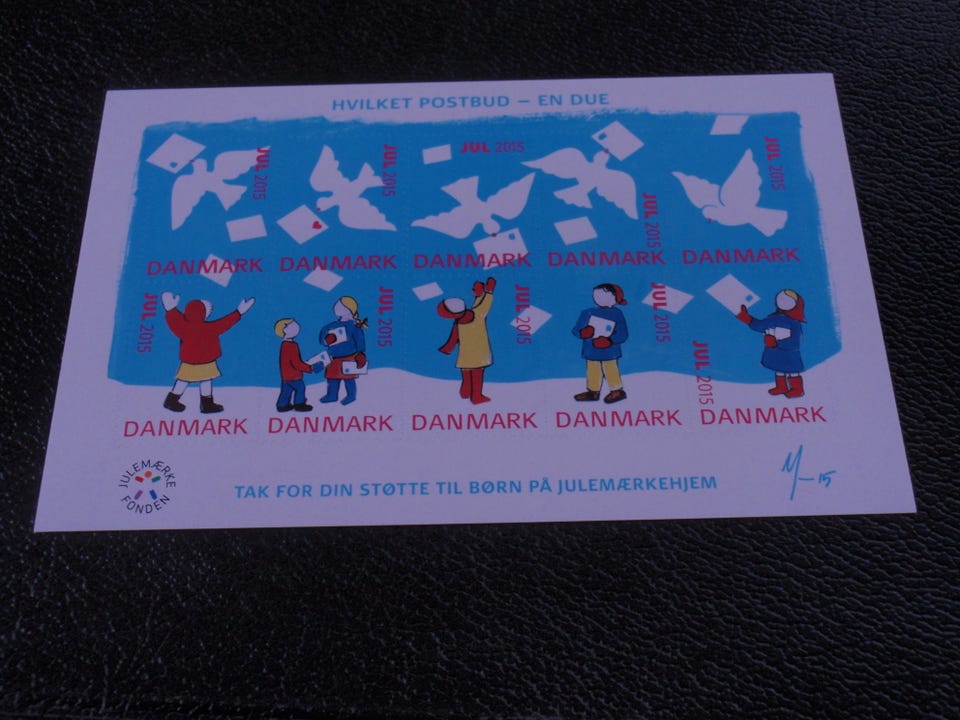 HVILKET POSTBUD – EN DUE
JUL 2015
JUL 2015
JUL 2015
JUL 2015
JUL 2015
DANMARK DANMARK DANMARK DANMARK DANMARK
JUL 2015
JUL 2015
JUL 2015
JUL 2015
JUL 2015
DANMARK DANMARK DANMARK DANMARK DANMARK
JULEMÆRKE
FONDEN
TAK FOR DIN STØTTE TIL BØRN PÅ JULEMÆRKEHJEM
15